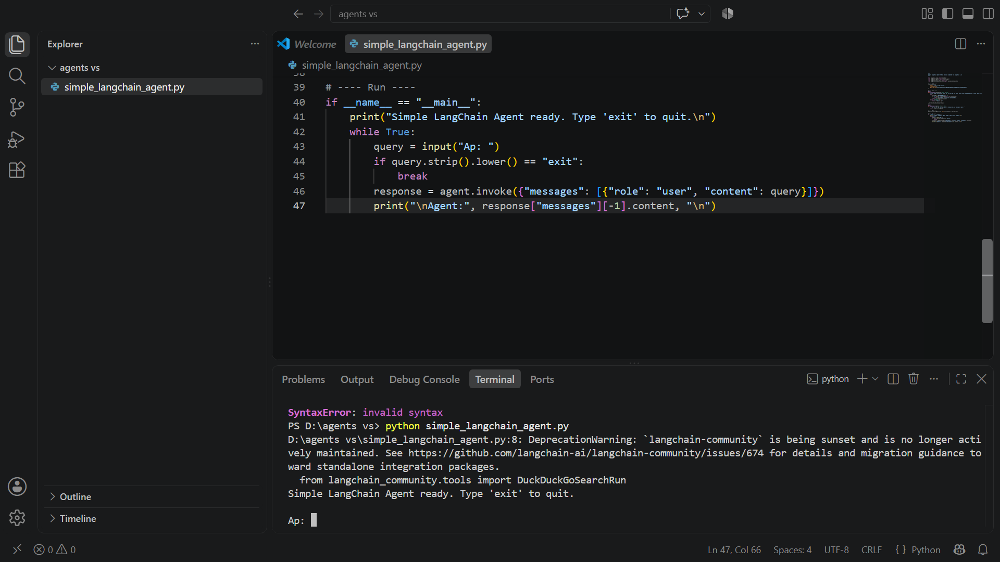 agents vs
Explorer
agents vs
simple_langchain_agent.py
Outline
Timeline
Welcome
simple_langchain_agent.py
simple_langchain_agent.py
38
39 # ---- Run ----
40 if __name__ == "__main__":
41 print("Simple LangChain Agent ready. Type 'exit' to quit.\n")
42 while True:
43 query = input("Ap: ")
44 if query.strip().lower() == "exit":
45 break
46 response = agent.invoke({"messages": [{"role": "user", "content": query}]})
47 print("\nAgent:", response["messages"][-1].content, "\n")
Problems Output Debug Console Terminal Ports
python
SyntaxError: invalid syntax
PS D:\agents vs> python simple_langchain_agent.py
D:\agents vs\simple_langchain_agent.py:8: DeprecationWarning: `langchain-community` is being sunset and is no longer acti
vely maintained. See https://github.com/langchain-ai/langchain-community/issues/674 for details and migration guidance to
ward standalone integration packages.
from langchain_community.tools import DuckDuckGoSearchRun
Simple LangChain Agent ready. Type 'exit' to quit.
Ap:
0 0
Ln 47, Col 66 Spaces: 4 UTF-8 CRLF { } Python